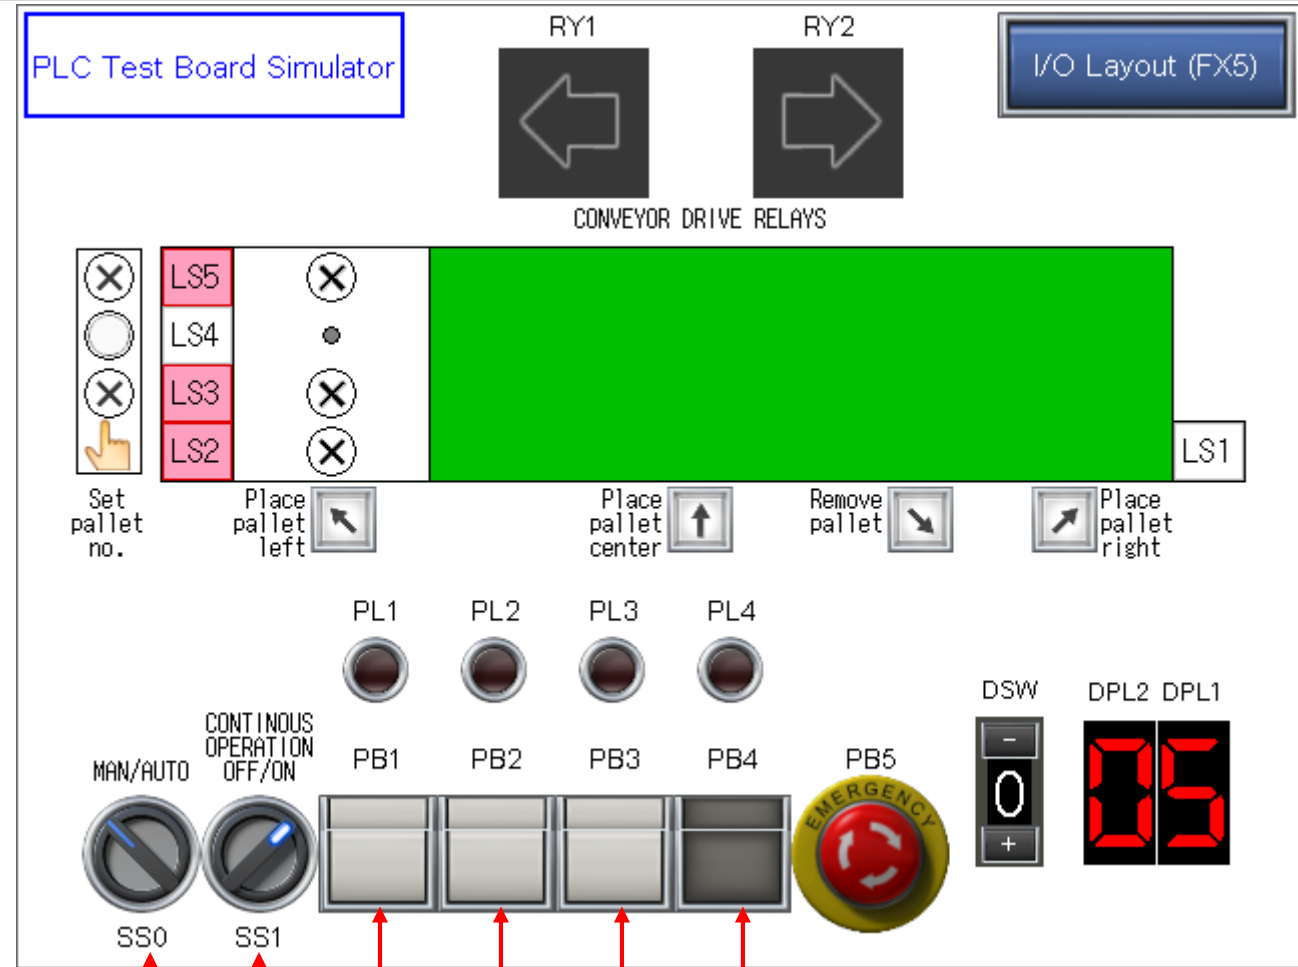 RY1
RY2
PLC Test Board Simulator
I/O Layout (FX5)
CONVEYOR DRIVE RELAYS
LS5
LS4
LS3
LS2
LS1
Set
pallet
no.
Place
pallet
left
Place
pallet
center
Remove
pallet
Place
pallet
right
PL1
PL2
PL3
PL4
DSW
DPL2
DPL1
MAN/AUTO
CONTINOUS
OPERATION
OFF/ON
PB1
PB2
PB3
PB4
PB5
EMERGENCY
-
0
+
05
SS0
SS1